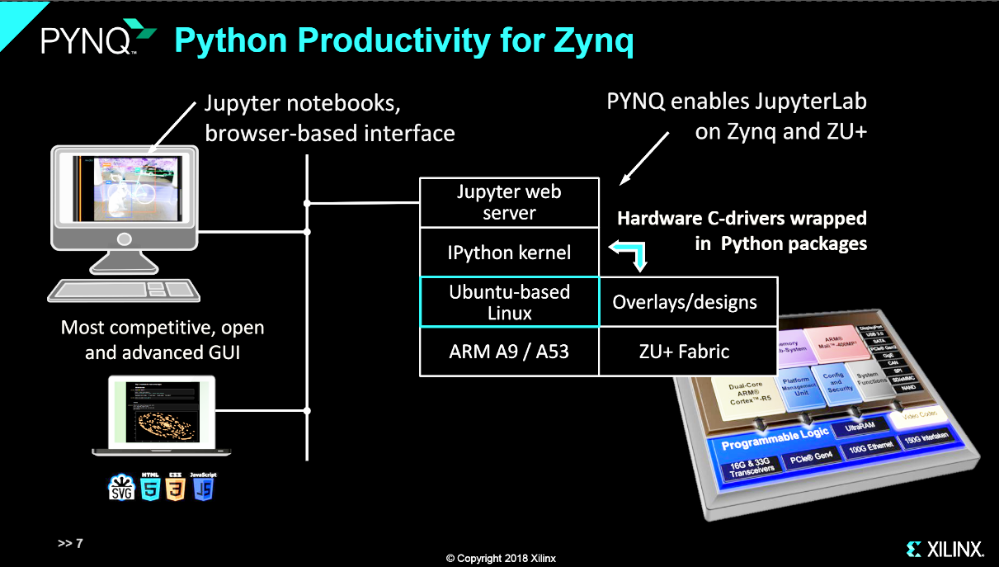 PYNQ™
Python Productivity for Zynq
Jupyter notebooks,
browser-based interface
PYNQ enables JupyterLab
on Zynq and ZU+
Jupyter web
server
IPython kernel
Ubuntu-based
Linux
ARM A9 / A53
Hardware C-drivers wrapped
in Python packages
Overlays/designs
ZU+ Fabric
Most competitive, open
and advanced GUI
SVG
HTML
5
CSS
3
JavaScript
JS
ARM®
Mali™-400MP²
DisplayPort
USB 3.0
SATA
PCIe® Gen2
GigE
CAN
SPI
SD/eMMC
NAND
Dual-Core
ARM®
Cortex™-R5
Platform
Management
Unit
Config
and
Security
System
Functions
Programmable Logic
UltraRAM
Video Codec
16G & 33G
Transceivers
PCIe® Gen4
100G Ethernet
150G Interlaken
>> 7
© Copyright 2018 Xilinx
XILINX